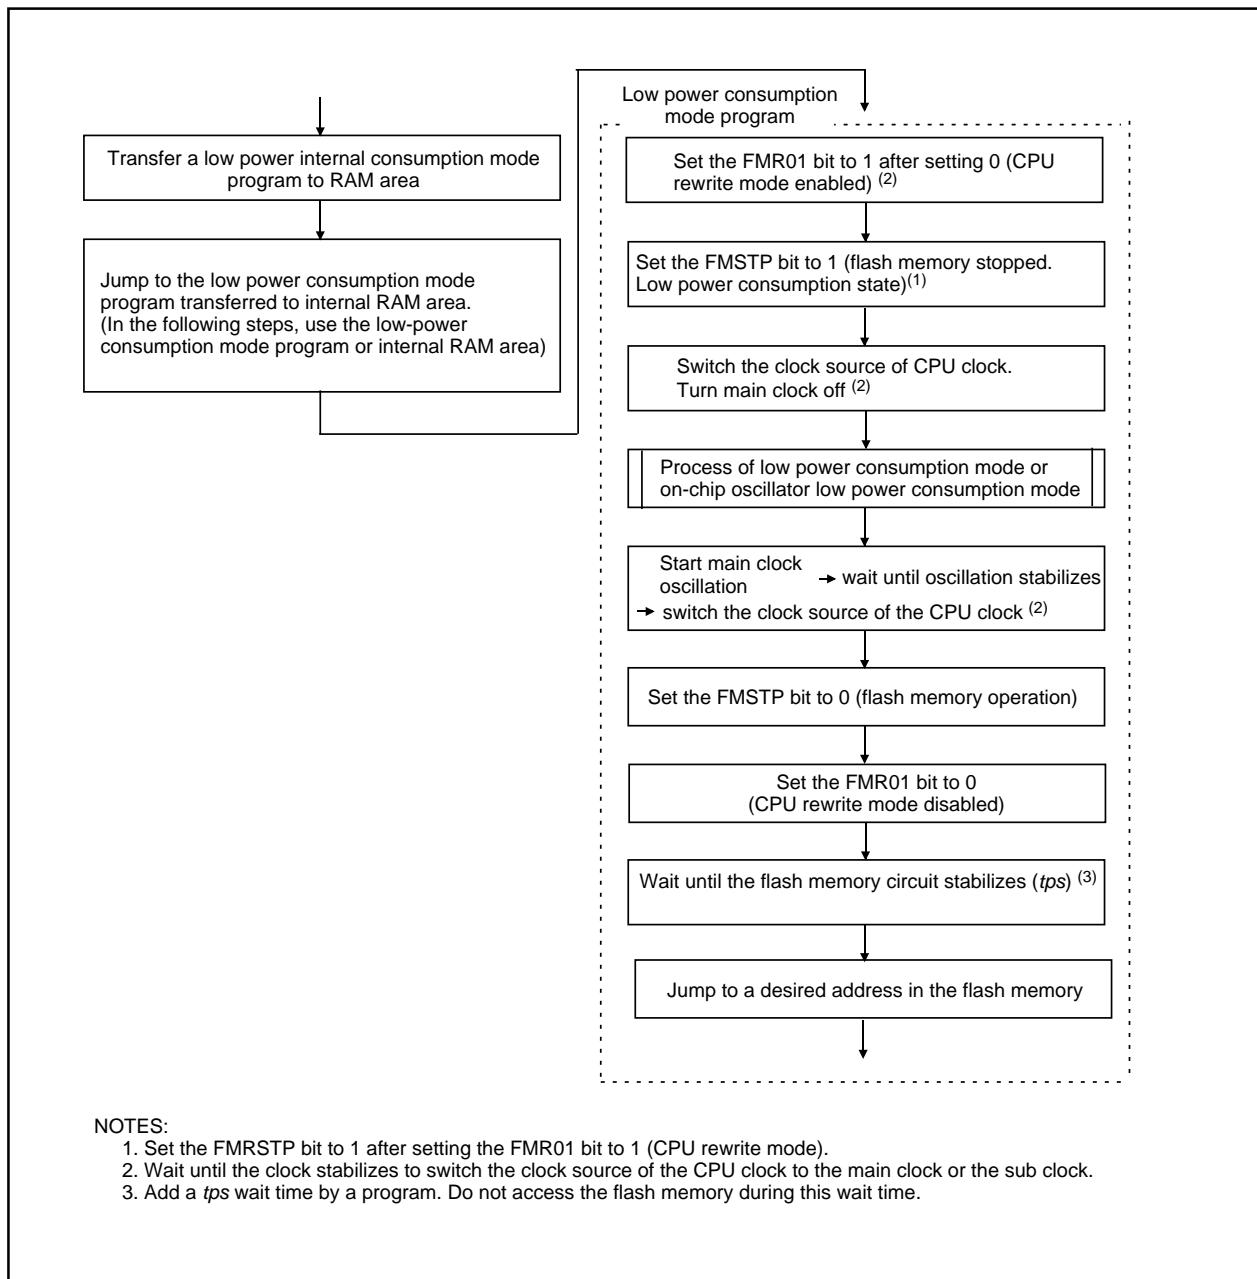 Transfer a low power internal consumption mode
program to RAM area
Jump to the low power consumption mode
program transferred to internal RAM area.
(In the following steps, use the low-power
consumption mode program or internal RAM area)
Low power consumption
mode program
Set the FMR01 bit to 1 after setting 0 (CPU
rewrite mode enabled) (2)
Set the FMSTP bit to 1 (flash memory stopped.
Low power consumption state)(1)
Switch the clock source of CPU clock.
Turn main clock off (2)
Process of low power consumption mode or
on-chip oscillator low power consumption mode
Start main clock
oscillation → wait until oscillation stabilizes
→ switch the clock source of the CPU clock (2)
Set the FMSTP bit to 0 (flash memory operation)
Set the FMR01 bit to 0
(CPU rewrite mode disabled)
Wait until the flash memory circuit stabilizes (tps) (3)
Jump to a desired address in the flash memory
NOTES:
1. Set the FMRSTP bit to 1 after setting the FMR01 bit to 1 (CPU rewrite mode).
2. Wait until the clock stabilizes to switch the clock source of the CPU clock to the main clock or the sub clock.
3. Add a tps wait time by a program. Do not access the flash memory during this wait time.